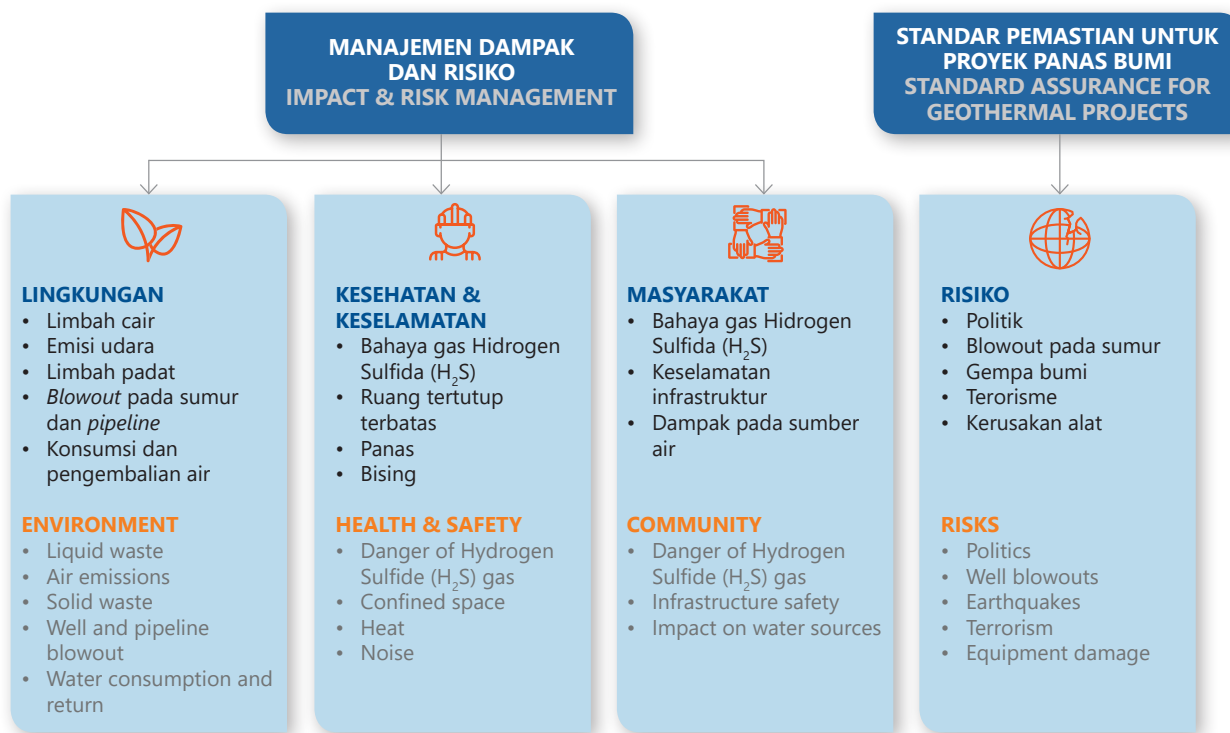 MANAJEMEN DAMPAK
DAN RISIKO
IMPACT & RISK MANAGEMENT
STANDAR PEMASTIAN UNTUK
PROYEK PANAS BUMI
STANDARD ASSURANCE FOR
GEOTHERMAL PROJECTS
LINGKUNGAN
• Limbah cair
• Emisi udara
• Limbah padat
• Blowout pada sumur
dan pipeline
• Konsumsi dan
pengembalian air
ENVIRONMENT
• Liquid waste
• Air emissions
• Solid waste
• Well and pipeline
blowout
• Water consumption and
return
KESEHATAN &
KESELAMATAN
• Bahaya gas Hidrogen
Sulfida (H₂S)
• Ruang tertutup
terbatas
• Panas
• Bising
HEALTH & SAFETY
• Danger of Hydrogen
Sulfide (H₂S) gas
• Confined space
• Heat
• Noise
MASYARAKAT
• Bahaya gas Hidrogen
Sulfida (H₂S)
• Keselamatan
infrastruktur
• Dampak pada sumber
air
COMMUNITY
• Danger of Hydrogen
Sulfide (H₂S) gas
• Infrastructure safety
• Impact on water sources
RISIKO
• Politik
• Blowout pada sumur
• Gempa bumi
• Terorisme
• Kerusakan alat
RISKS
• Politics
• Well blowouts
• Earthquakes
• Terrorism
• Equipment damage